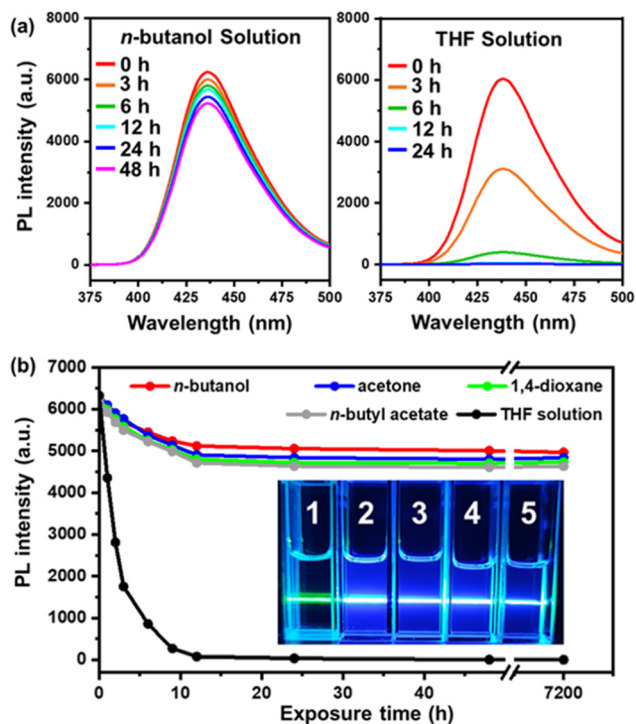 (a)
n-butanol Solution
0 h
3 h
6 h
12 h
24 h
48 h
PL intensity (a.u.)
8000
6000
4000
2000
0
375 400 425 450 475 500
Wavelength (nm)
THF Solution
0 h
3 h
6 h
12 h
24 h
8000
6000
4000
2000
0
375 400 425 450 475 500
Wavelength (nm)
(b)
n-butanol acetone 1,4-dioxane
n-butyl acetate THF solution
PL intensity (a.u.)
7000
6000
5000
4000
3000
2000
1000
0
1 2 3 4 5
0 10 20 30 40 7200
Exposure time (h)